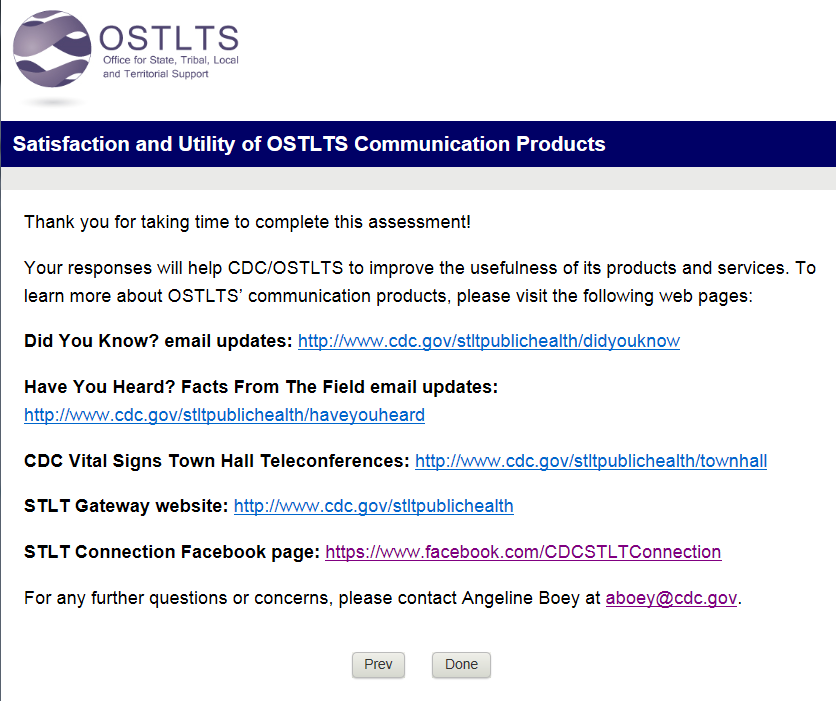 OSTLTS
Office for State, Tribal, Local
and Territorial Support
Satisfaction and Utility of OSTLTS Communication Products
Thank you for taking time to complete this assessment!
Your responses will help CDC/OSTLTS to improve the usefulness of its products and services. To
learn more about OSTLTS’ communication products, please visit the following web pages:
Did You Know? email updates: http://www.cdc.gov/stltpublichealth/didyouknow
Have You Heard? Facts From The Field email updates:
http://www.cdc.gov/stltpublichealth/haveyouheard
CDC Vital Signs Town Hall Teleconferences: http://www.cdc.gov/stltpublichealth/townhall
STLT Gateway website: http://www.cdc.gov/stltpublichealth
STLT Connection Facebook page: https://www.facebook.com/CDCSTLTConnection
For any further questions or concerns, please contact Angeline Boey at aboey@cdc.gov.
Prev Done